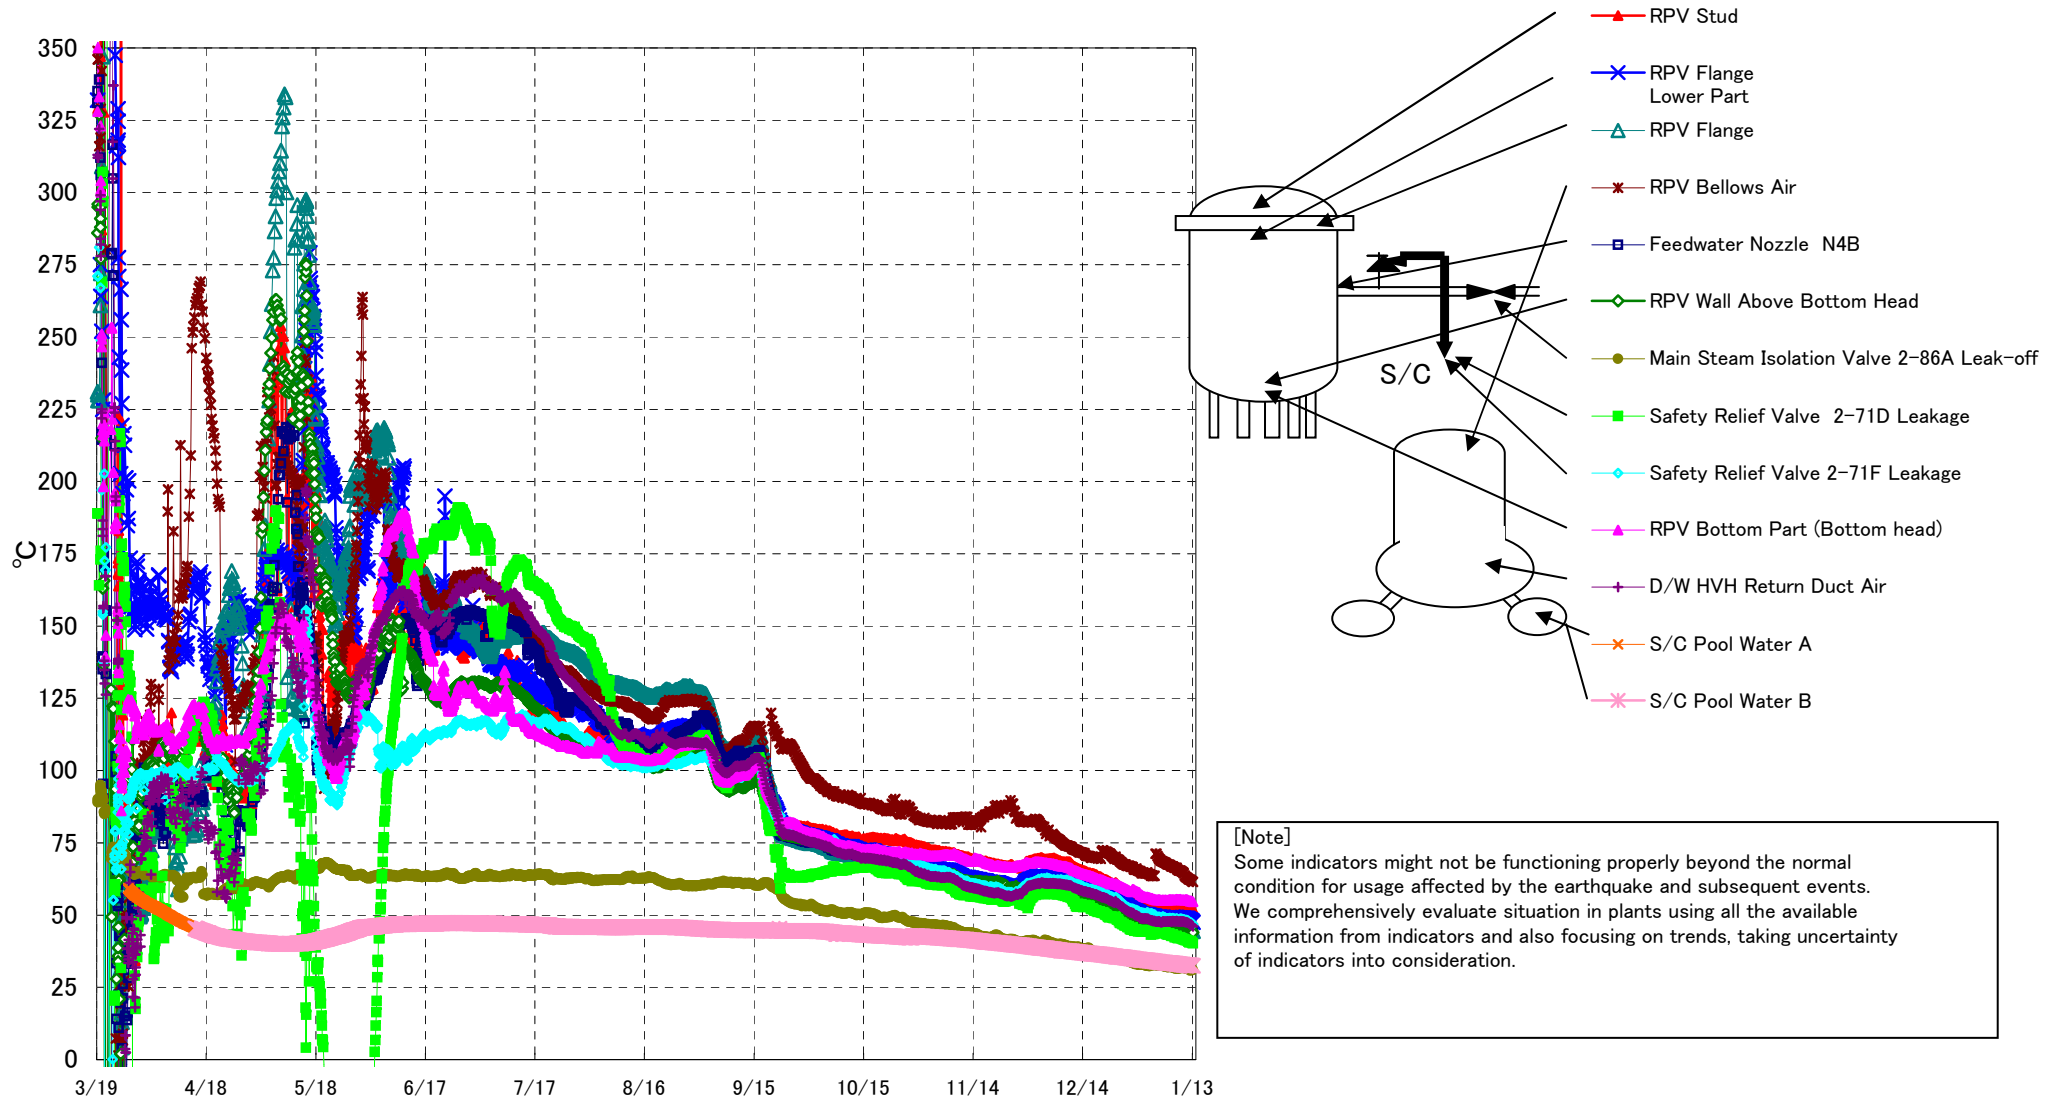 350
325
300
275
250
225
200
175
150
125
100
75
50
25
0
℃
3/19
4/18
5/18
6/17
7/17
8/16
9/15
10/15
11/14
12/14
1/13
RPV Stud
RPV Flange
Lower Part
RPV Flange
RPV Bellows Air
Feedwater Nozzle N4B
RPV Wall Above Bottom Head
Main Steam Isolation Valve 2-86A Leak-off
Safety Relief Valve 2-71D Leakage
Safety Relief Valve 2-71F Leakage
RPV Bottom Part (Bottom head)
D/W HVH Return Duct Air
S/C Pool Water A
S/C Pool Water B
S/C
[Note]
Some indicators might not be functioning properly beyond the normal
condition for usage affected by the earthquake and subsequent events.
We comprehensively evaluate situation in plants using all the available
information from indicators and also focusing on trends, taking uncertainty
of indicators into consideration.